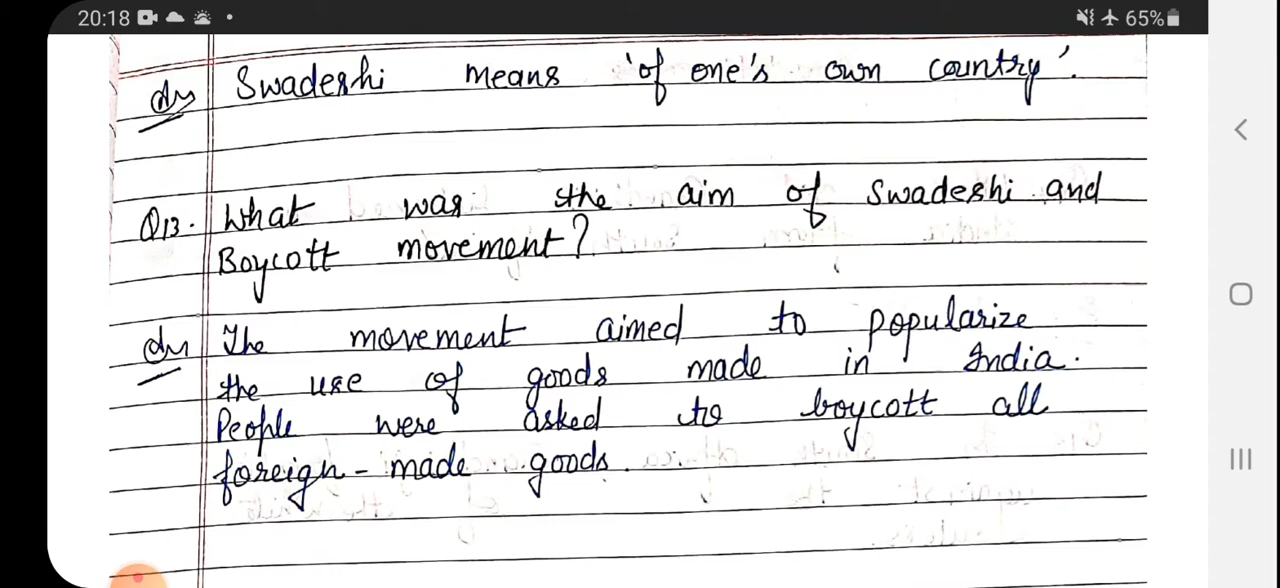 20:18
65%
Ans Swadeshi means 'of one's own country'.
Q13. What was the aim of Swadeshi and
Boycott movement?
Ans The movement aimed to popularize
the use of goods made in India.
People were asked to boycott all
foreign-made goods.